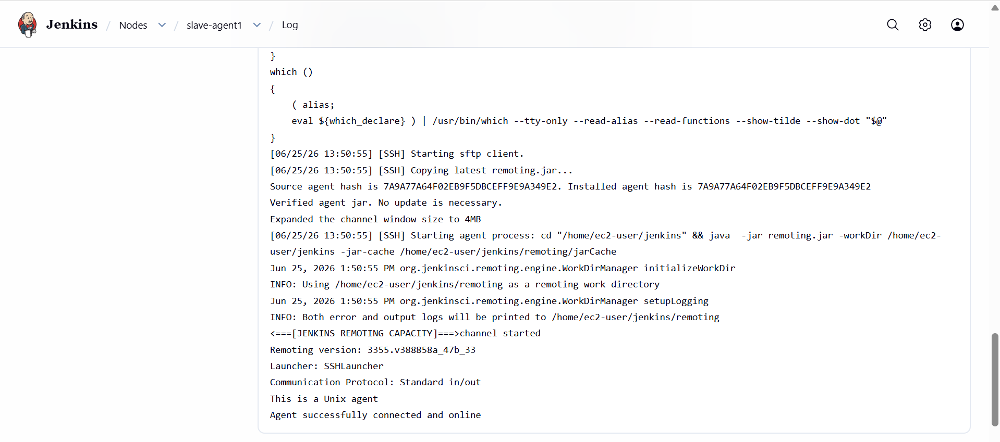 Jenkins / Nodes / slave-agent1 / Log
}
which ()
{
    ( alias;
    eval ${which_declare} ) | /usr/bin/which --tty-only --read-alias --read-functions --show-tilde --show-dot "$@"
}
[06/25/26 13:50:55] [SSH] Starting sftp client.
[06/25/26 13:50:55] [SSH] Copying latest remoting.jar...
Source agent hash is 7A9A77A64F02EB9F5DBCEFF9E9A349E2. Installed agent hash is 7A9A77A64F02EB9F5DBCEFF9E9A349E2
Verified agent jar. No update is necessary.
Expanded the channel window size to 4MB
[06/25/26 13:50:55] [SSH] Starting agent process: cd "/home/ec2-user/jenkins" && java  -jar remoting.jar -workDir /home/ec2-
user/jenkins -jar-cache /home/ec2-user/jenkins/remoting/jarCache
Jun 25, 2026 1:50:55 PM org.jenkinsci.remoting.engine.WorkDirManager initializeWorkDir
INFO: Using /home/ec2-user/jenkins/remoting as a remoting work directory
Jun 25, 2026 1:50:55 PM org.jenkinsci.remoting.engine.WorkDirManager setupLogging
INFO: Both error and output logs will be printed to /home/ec2-user/jenkins/remoting
<===[JENKINS REMOTING CAPACITY]===>channel started
Remoting version: 3355.v388858a_47b_33
Launcher: SSHLauncher
Communication Protocol: Standard in/out
This is a Unix agent
Agent successfully connected and online